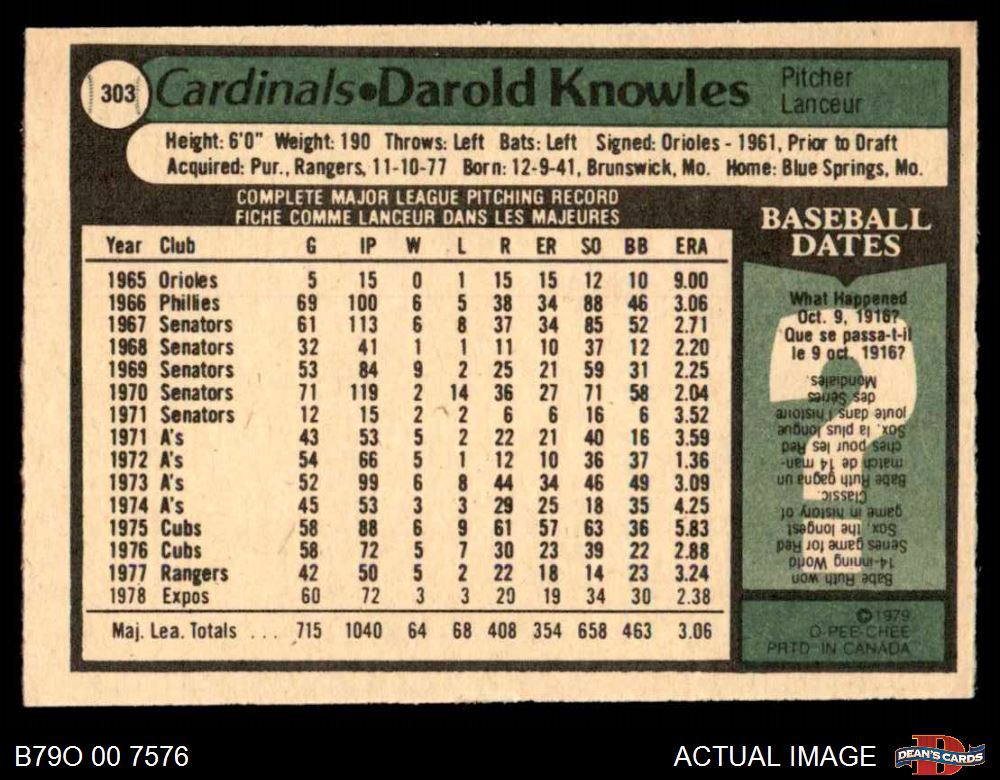 303
Cardinals•Darold Knowles
Pitcher
Lanceur
Height: 6'0" Weight: 190 Throws: Left Bats: Left Signed: Orioles - 1961, Prior to Draft
Acquired: Pur., Rangers, 11-10-77 Born: 12-9-41, Brunswick, Mo. Home: Blue Springs, Mo.
COMPLETE MAJOR LEAGUE PITCHING RECORD
FICHE COMME LANCEUR DANS LES MAJEURES
Year Club G IP W L R ER SO BB ERA
1965 Orioles 5 15 0 1 15 15 12 10 9.00
1966 Phillies 69 100 6 5 38 34 88 46 3.06
1967 Senators 61 113 6 8 37 34 85 52 2.71
1968 Senators 32 41 1 1 11 10 37 12 2.20
1969 Senators 53 84 9 2 25 21 59 31 2.25
1970 Senators 71 119 2 14 36 27 71 58 2.04
1971 Senators 12 15 2 2 6 6 16 6 3.52
1971 A's 43 53 5 2 22 21 40 16 3.59
1972 A's 54 66 5 1 12 10 36 37 1.36
1973 A's 52 99 6 8 44 34 46 49 3.09
1974 A's 45 53 3 3 29 25 18 35 4.25
1975 Cubs 58 88 6 9 61 57 63 36 5.83
1976 Cubs 58 72 5 7 30 23 39 22 2.88
1977 Rangers 42 50 5 2 22 18 14 23 3.24
1978 Expos 60 72 3 3 20 19 34 30 2.38
Maj. Lea. Totals ... 715 1040 64 68 408 354 658 463 3.06
BASEBALL
DATES
What Happened
Oct. 9, 1916?
Que se passa-t-il
le 9 oct. 1916?
Babe Ruth won
14-inning World
Series game for Red
Sox, the longest
game in history of
Classic.
Babe Ruth gagna un
match de 14 man-
ches pour les Red
Sox, la plus longue
joute dans l'histoire
des Series
Mondiales.
©1979
O-PEE-CHEE
PRTD IN CANADA
B79O 00 7576
ACTUAL IMAGE
D
DEAN'S CARDS